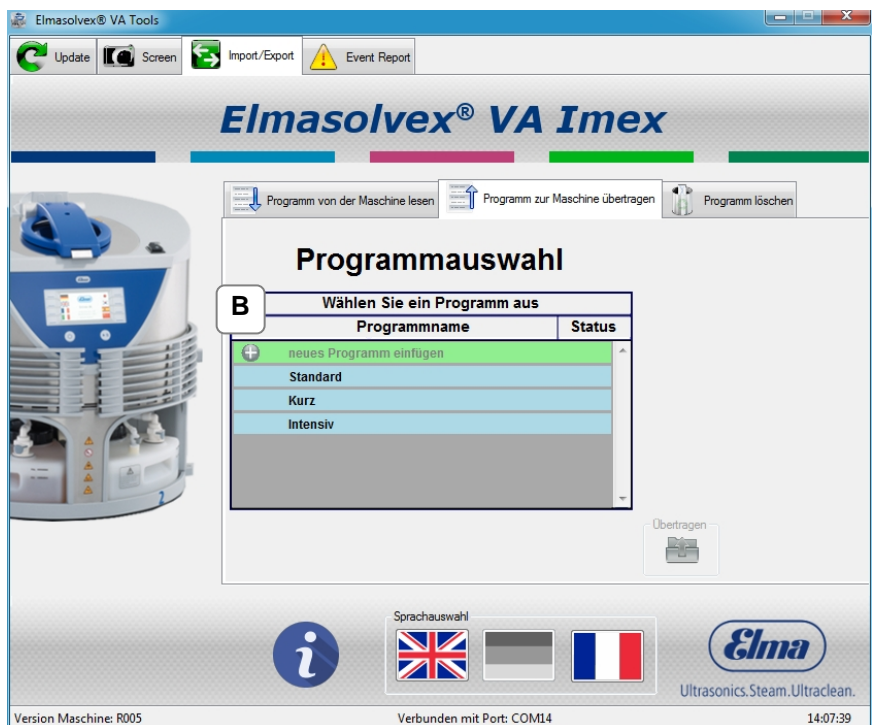 Elmasolvex® VA Tools
Update Screen Import/Export Event Report
Elmasolvex® VA Imex
Programm von der Maschine lesen Programm zur Maschine übertragen Programm löschen
Programmauswahl
B
Wählen Sie ein Programm aus
Programmname Status
neues Programm einfügen
Standard
Kurz
Intensiv
2
Übertragen
Sprachauswahl
i
Elma
Ultrasonics.Steam.Ultraclean.
Version Maschine: R005 Verbunden mit Port: COM14 14:07:39